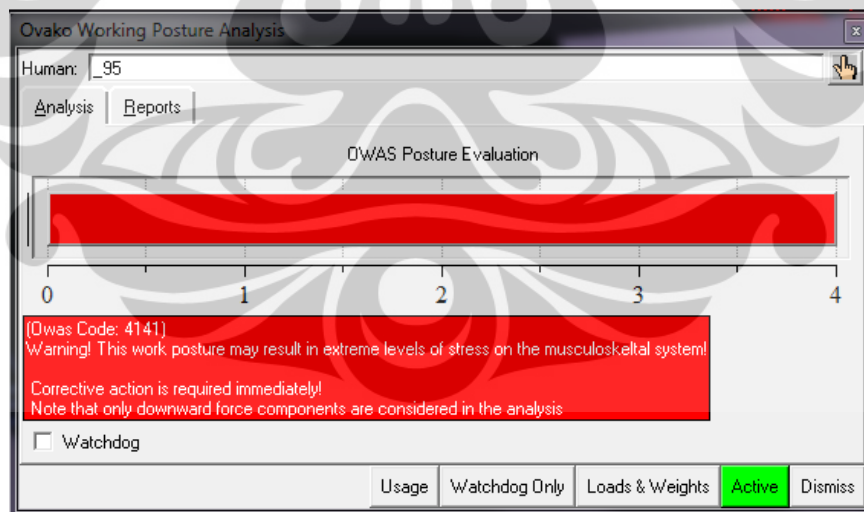 Ovako Working Posture Analysis
Human: _95
Analysis Reports
OWAS Posture Evaluation
0 1 2 3 4
(Owas Code: 4141)
Warning! This work posture may result in extreme levels of stress on the musculoskeltal system!
Corrective action is required immediately!
Note that only downward force components are considered in the analysis
Watchdog
Usage Watchdog Only Loads & Weights Active Dismiss